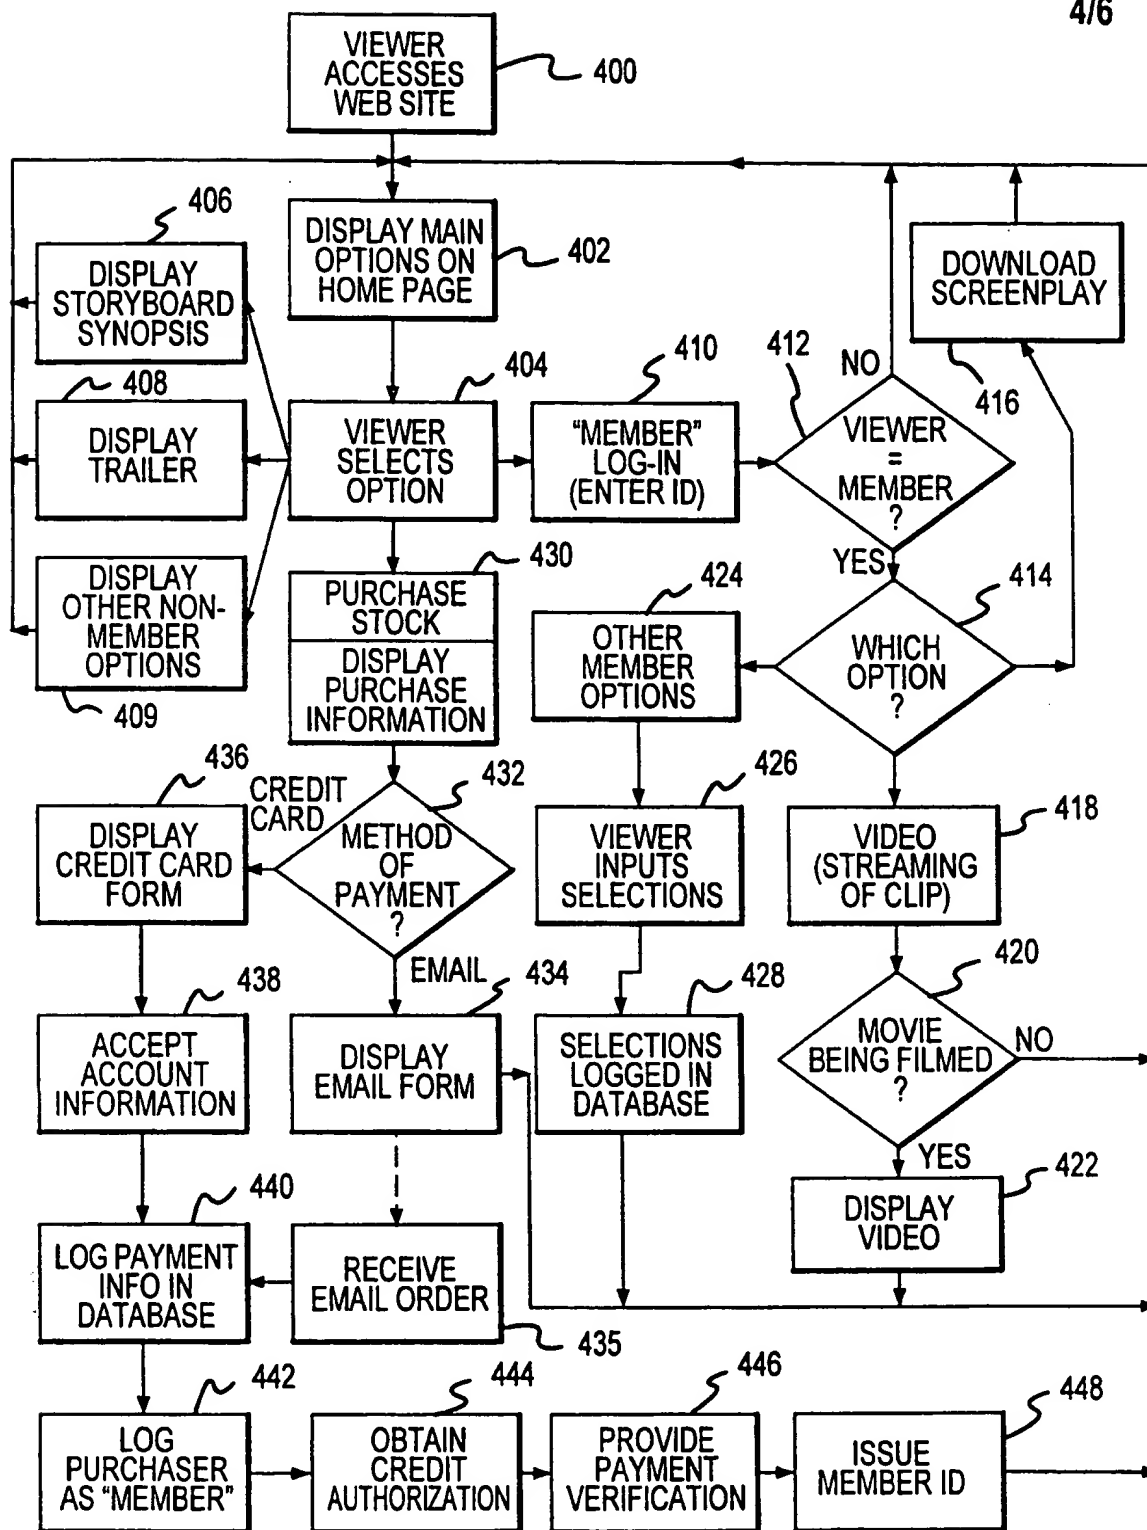 4/6
VIEWER
ACCESSES
WEB SITE
400
406
DISPLAY MAIN
OPTIONS ON
HOME PAGE
402
DISPLAY
STORYBOARD
SYNOPSIS
DOWNLOAD
SCREENPLAY
416
408
DISPLAY
TRAILER
404
VIEWER
SELECTS
OPTION
410
"MEMBER"
LOG-IN
(ENTER ID)
412
NO
VIEWER
=
MEMBER
?
YES
DISPLAY
OTHER NON-
MEMBER
OPTIONS
409
430
PURCHASE
STOCK
DISPLAY
PURCHASE
INFORMATION
424
OTHER
MEMBER
OPTIONS
414
WHICH
OPTION
?
436
CREDIT
CARD
432
METHOD
OF
PAYMENT
?
DISPLAY
CREDIT CARD
FORM
426
VIEWER
INPUTS
SELECTIONS
418
VIDEO
(STREAMING
OF CLIP)
EMAIL
438
ACCEPT
ACCOUNT
INFORMATION
434
DISPLAY
EMAIL FORM
428
SELECTIONS
LOGGED IN
DATABASE
420
MOVIE
BEING FILMED
?
NO
YES
422
DISPLAY
VIDEO
440
LOG PAYMENT
INFO IN
DATABASE
RECEIVE
EMAIL ORDER
435
442
LOG
PURCHASER
AS "MEMBER"
444
OBTAIN
CREDIT
AUTHORIZATION
446
PROVIDE
PAYMENT
VERIFICATION
448
ISSUE
MEMBER ID